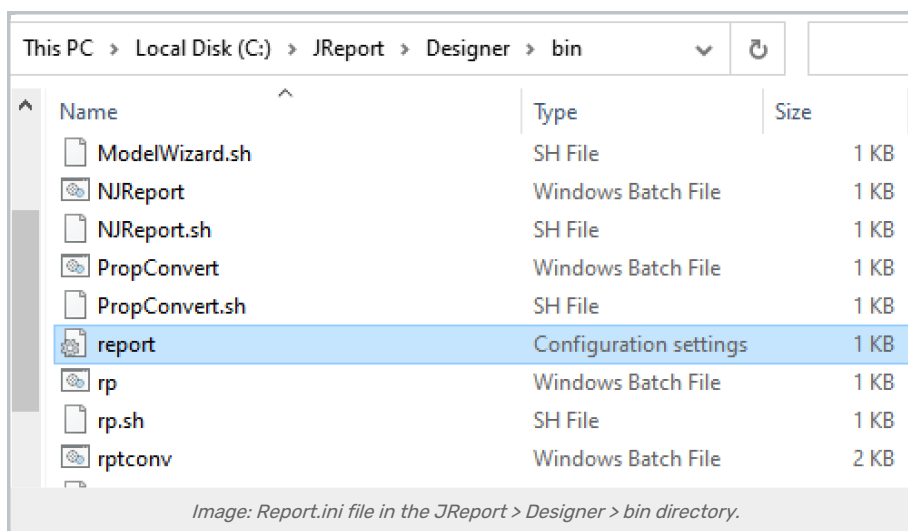 This PC > Local Disk (C:) > JReport > Designer > bin
Name Type Size
ModelWizard.sh SH File 1 KB
NJReport Windows Batch File 1 KB
NJReport.sh SH File 1 KB
PropConvert Windows Batch File 1 KB
PropConvert.sh SH File 1 KB
report Configuration settings 1 KB
rp Windows Batch File 1 KB
rp.sh SH File 1 KB
rptconv Windows Batch File 2 KB
Image: Report.ini file in the JReport > Designer > bin directory.